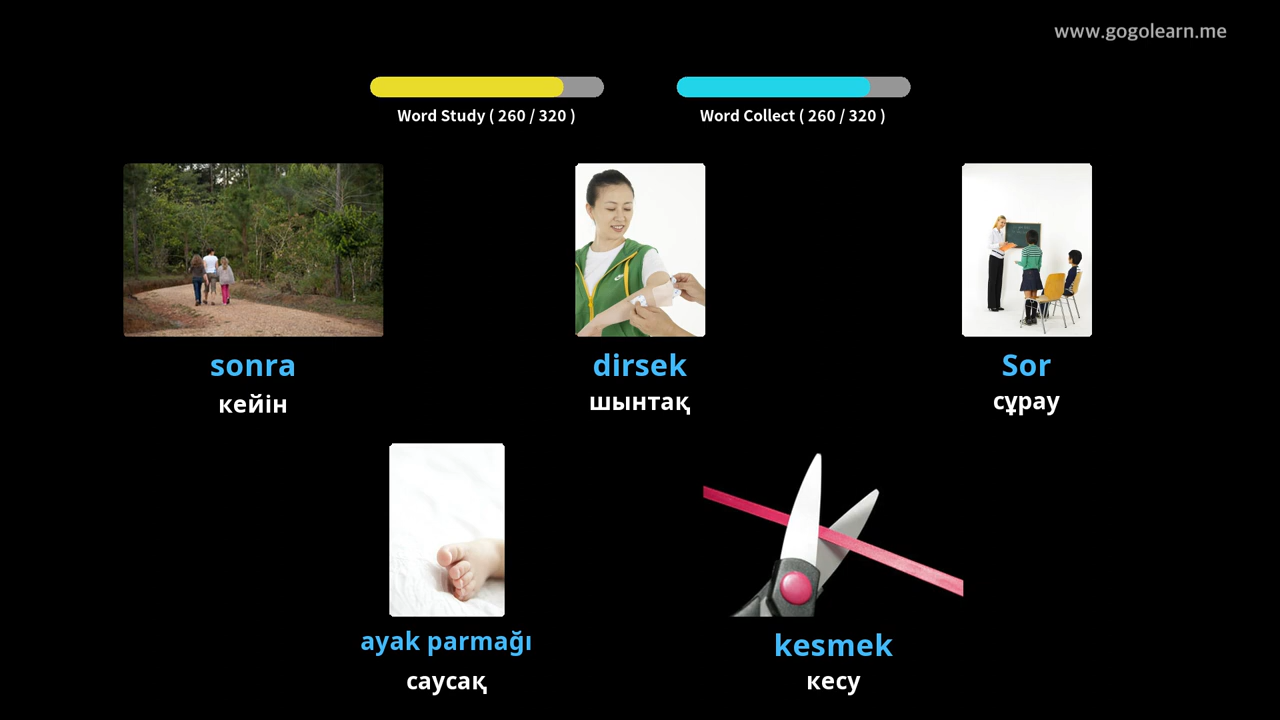 www.gogolearn.me
Word Study ( 260 / 320 )
Word Collect ( 260 / 320 )
sonra
кейін
dirsek
шынтақ
Sor
сұрау
ayak parmağı
саусақ
kesmek
кесу